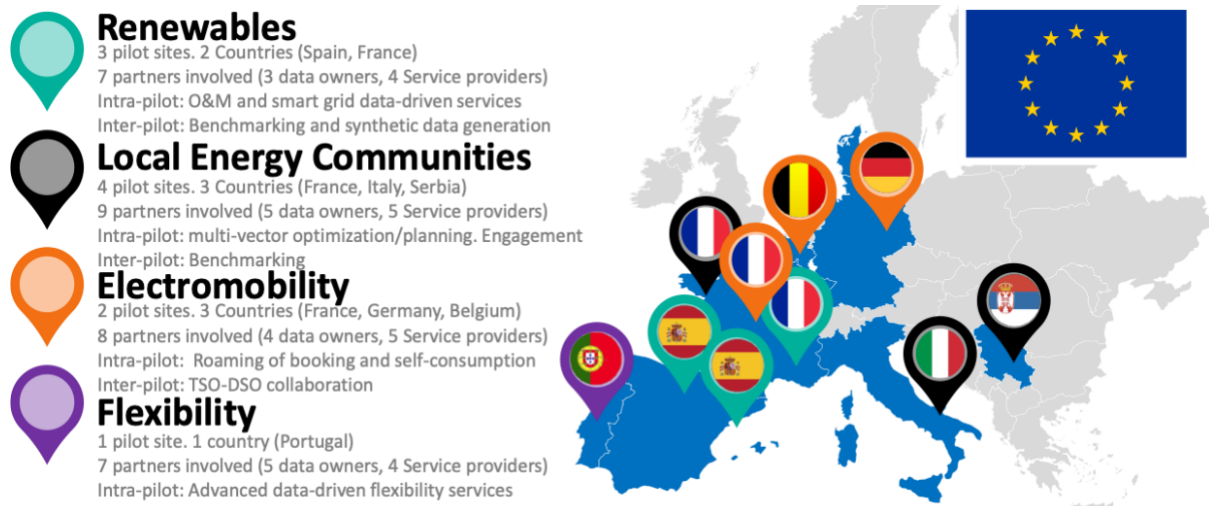 Renewables
3 pilot sites. 2 Countries (Spain, France)
7 partners involved (3 data owners, 4 Service providers)
Intra-pilot: O&M and smart grid data-driven services
Inter-pilot: Benchmarking and synthetic data generation
Local Energy Communities
4 pilot sites. 3 Countries (France, Italy, Serbia)
9 partners involved (5 data owners, 5 Service providers)
Intra-pilot: multi-vector optimization/planning. Engagement
Inter-pilot: Benchmarking
Electromobility
2 pilot sites. 3 Countries (France, Germany, Belgium)
8 partners involved (4 data owners, 5 Service providers)
Intra-pilot:  Roaming of booking and self-consumption
Inter-pilot: TSO-DSO collaboration
Flexibility
1 pilot site. 1 country (Portugal)
7 partners involved (5 data owners, 4 Service providers)
Intra-pilot: Advanced data-driven flexibility services